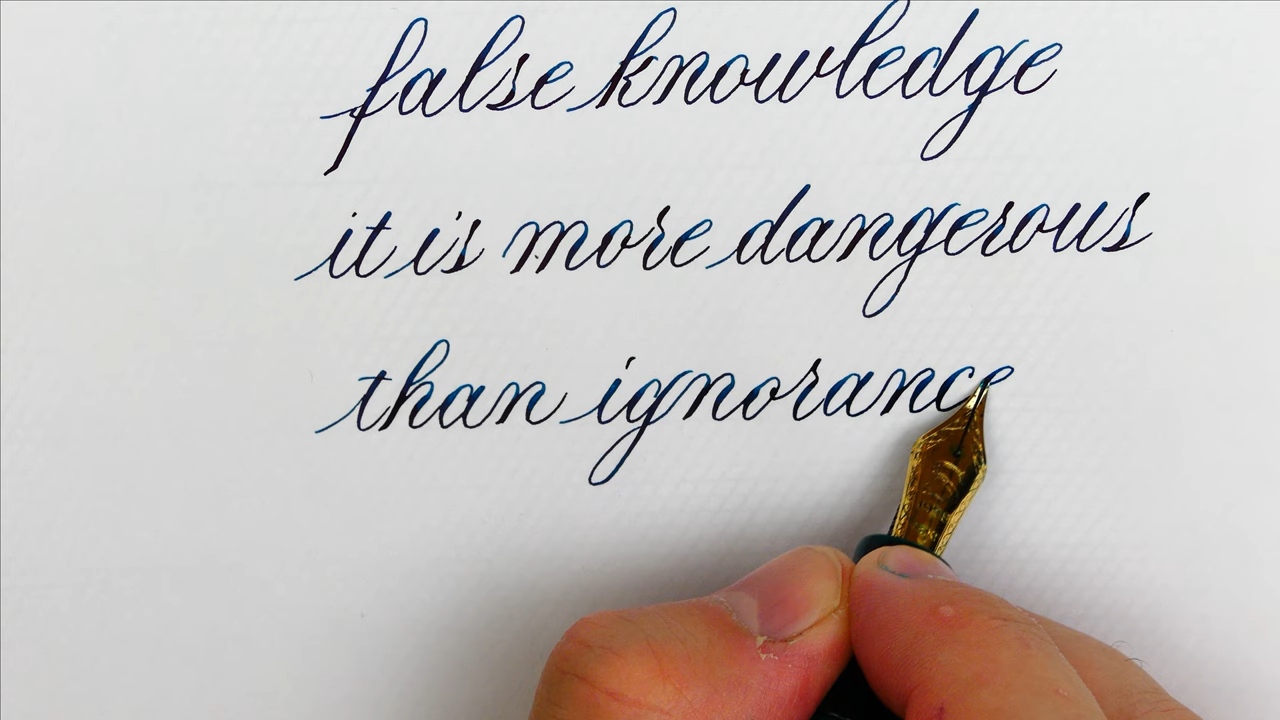 false knowledge
it is more dangerous
than ignorance